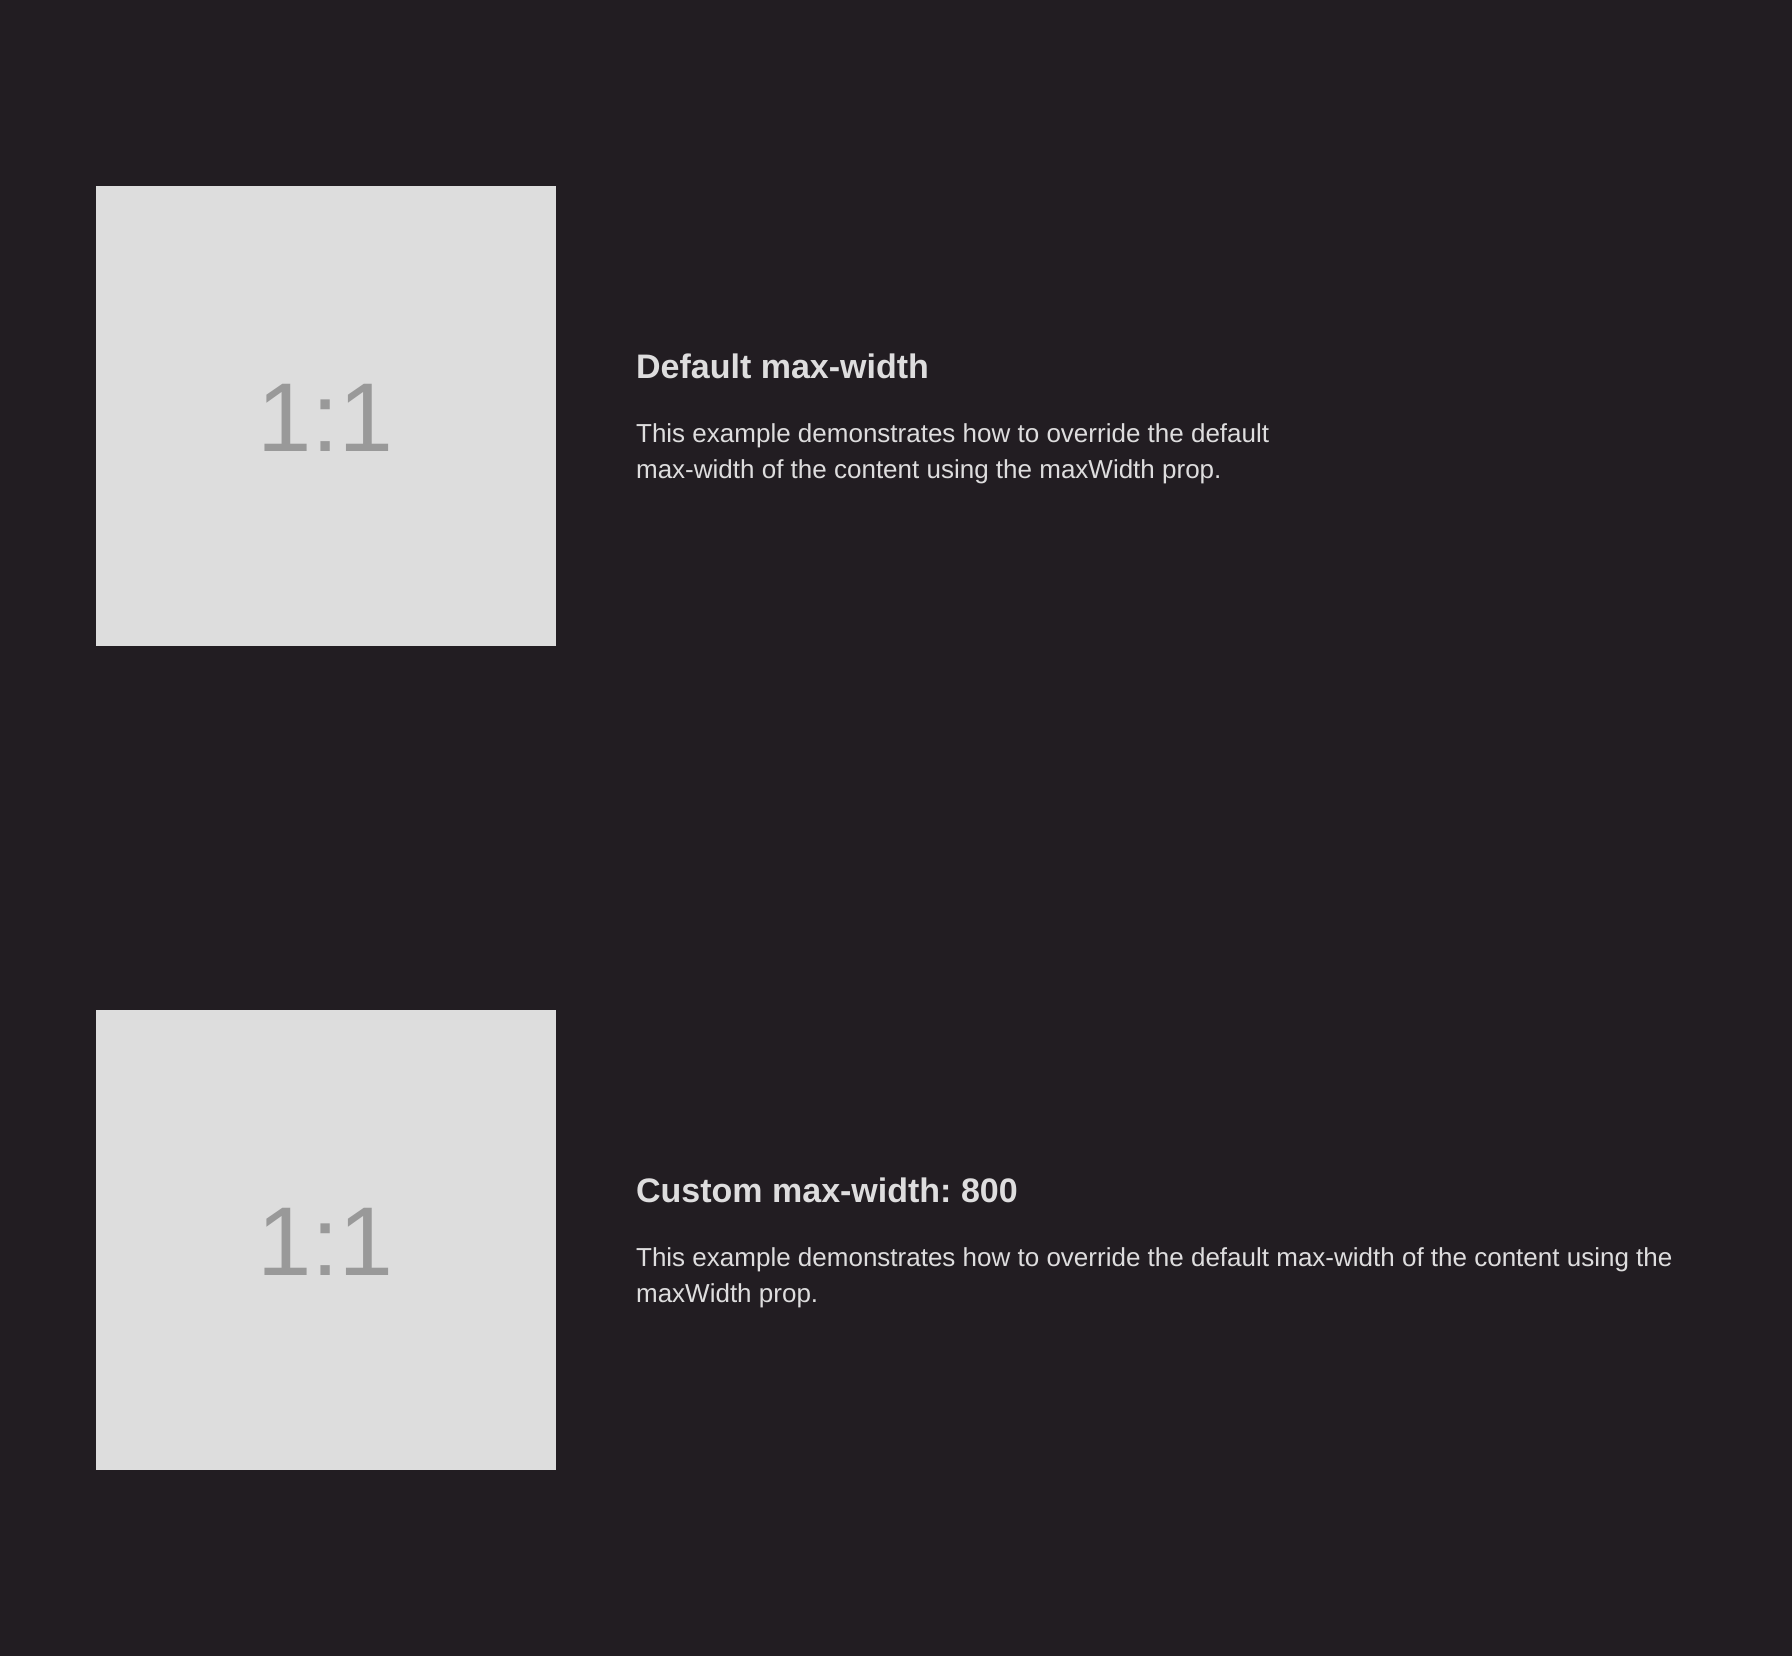 1:1
Default max-width
This example demonstrates how to override the default
max-width of the content using the maxWidth prop.
1:1
Custom max-width: 800
This example demonstrates how to override the default max-width of the content using the
maxWidth prop.